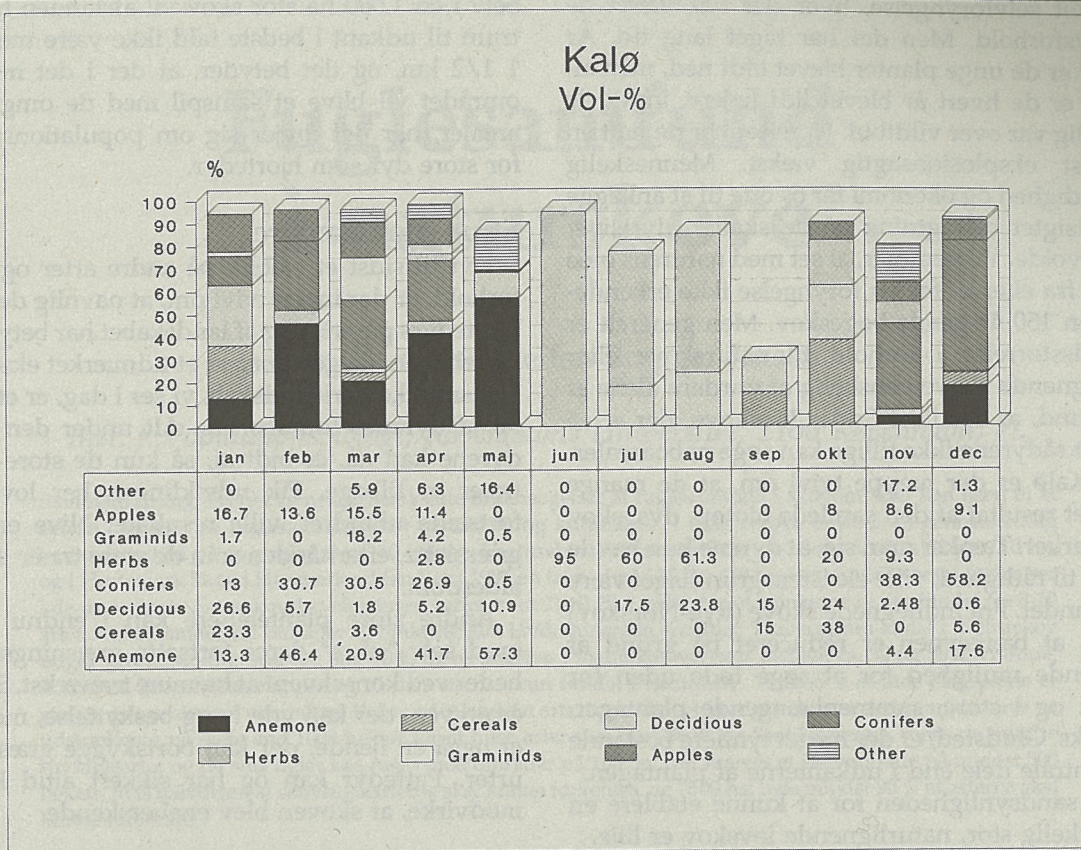 Kalø
Vol-%
%
100
90
80
70
60
50
40
30
20
10
0
jan feb mar apr maj jun jul aug sep okt nov dec
Other 0 0 5.9 6.3 16.4 0 0 0 0 0 17.2 1.3
Apples 16.7 13.6 15.5 11.4 0 0 0 0 0 8 8.6 9.1
Graminids 1.7 0 18.2 4.2 0.5 0 0 0 0 0 0 0
Herbs 0 0 0 2.8 0 95 60 61.3 0 20 9.3 0
Conifers 13 30.7 30.5 26.9 0.5 0 0 0 0 0 38.3 58.2
Decidious 26.6 5.7 1.8 5.2 10.9 0 17.5 23.8 15 24 2.48 0.6
Cereals 23.3 0 3.6 0 0 0 0 0 15 38 0 5.6
Anemone 13.3 46.4 20.9 41.7 57.3 0 0 0 0 0 4.4 17.6
Anemone Cereals Decidious Conifers
Herbs Graminids Apples Other